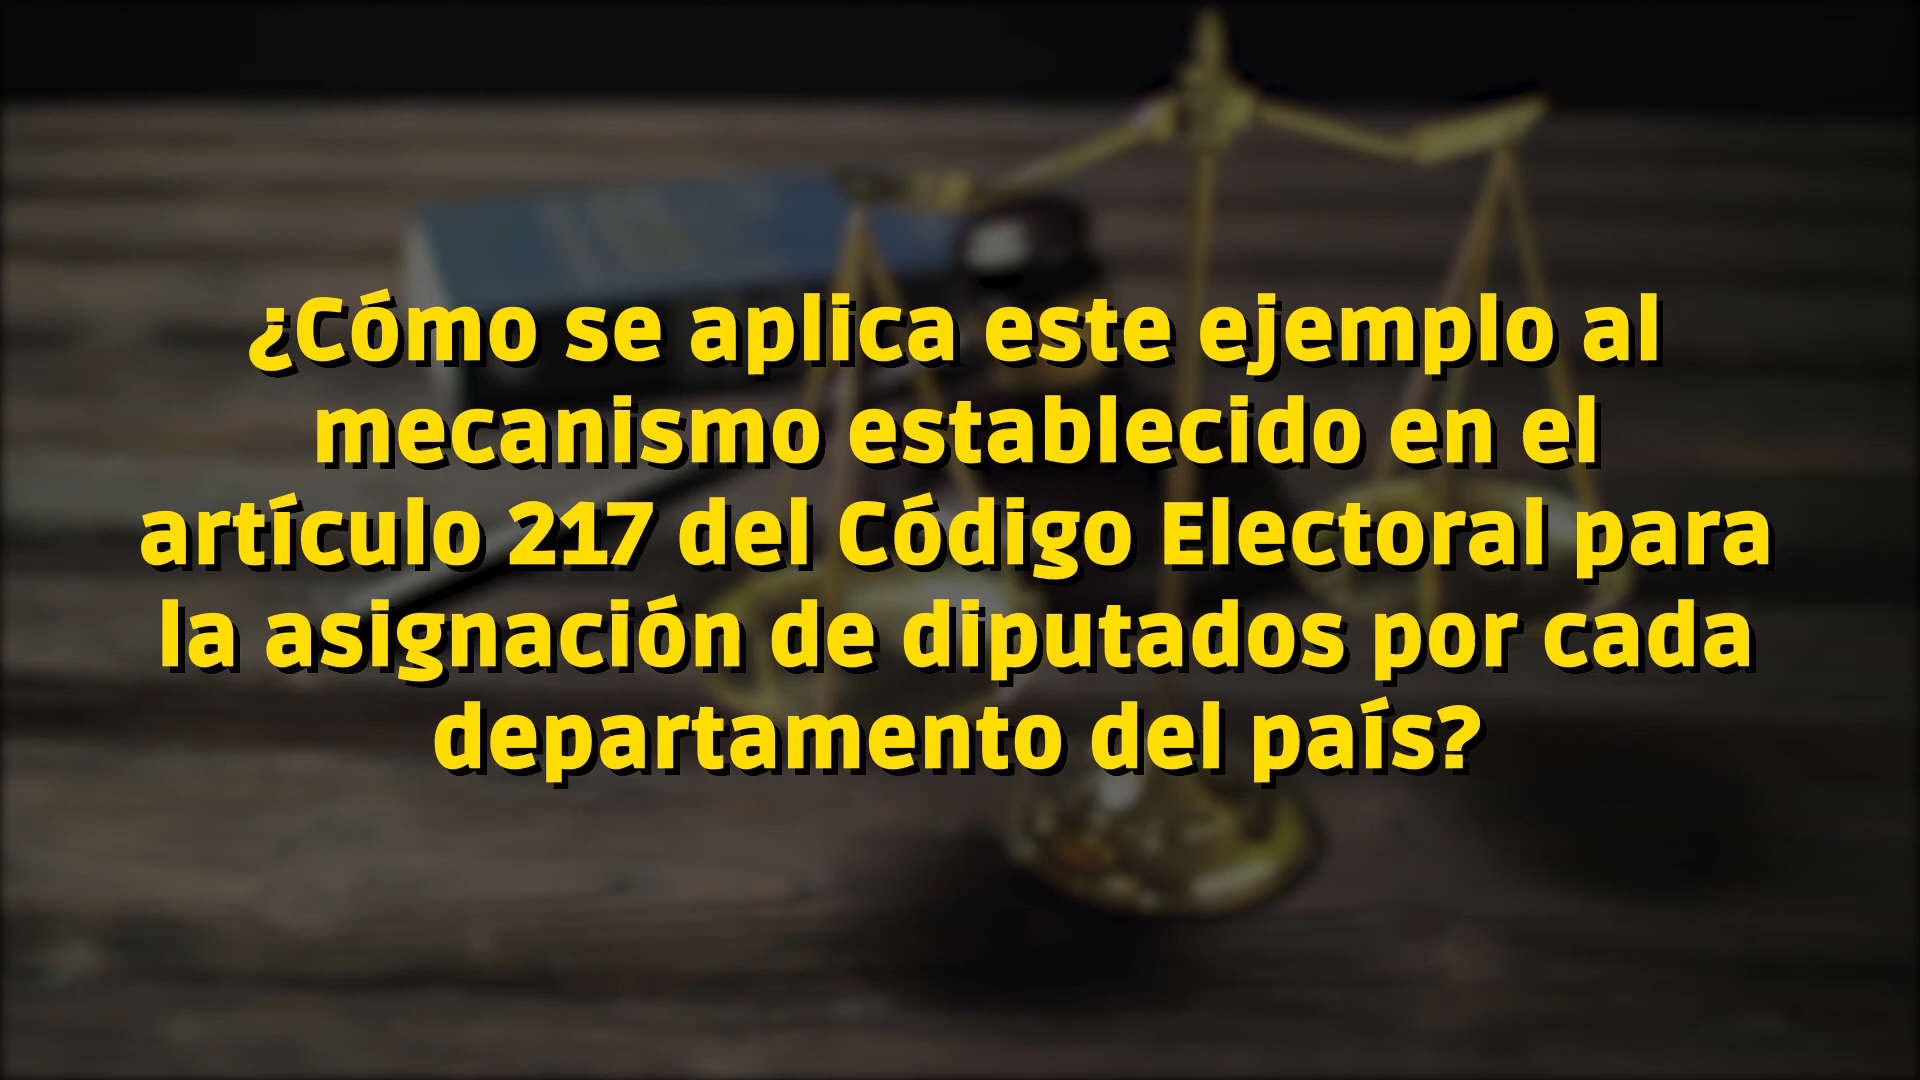 ¿Cómo se aplica este ejemplo al
mecanismo establecido en el
artículo 217 del Código Electoral para
la asignación de diputados por cada
departamento del país?